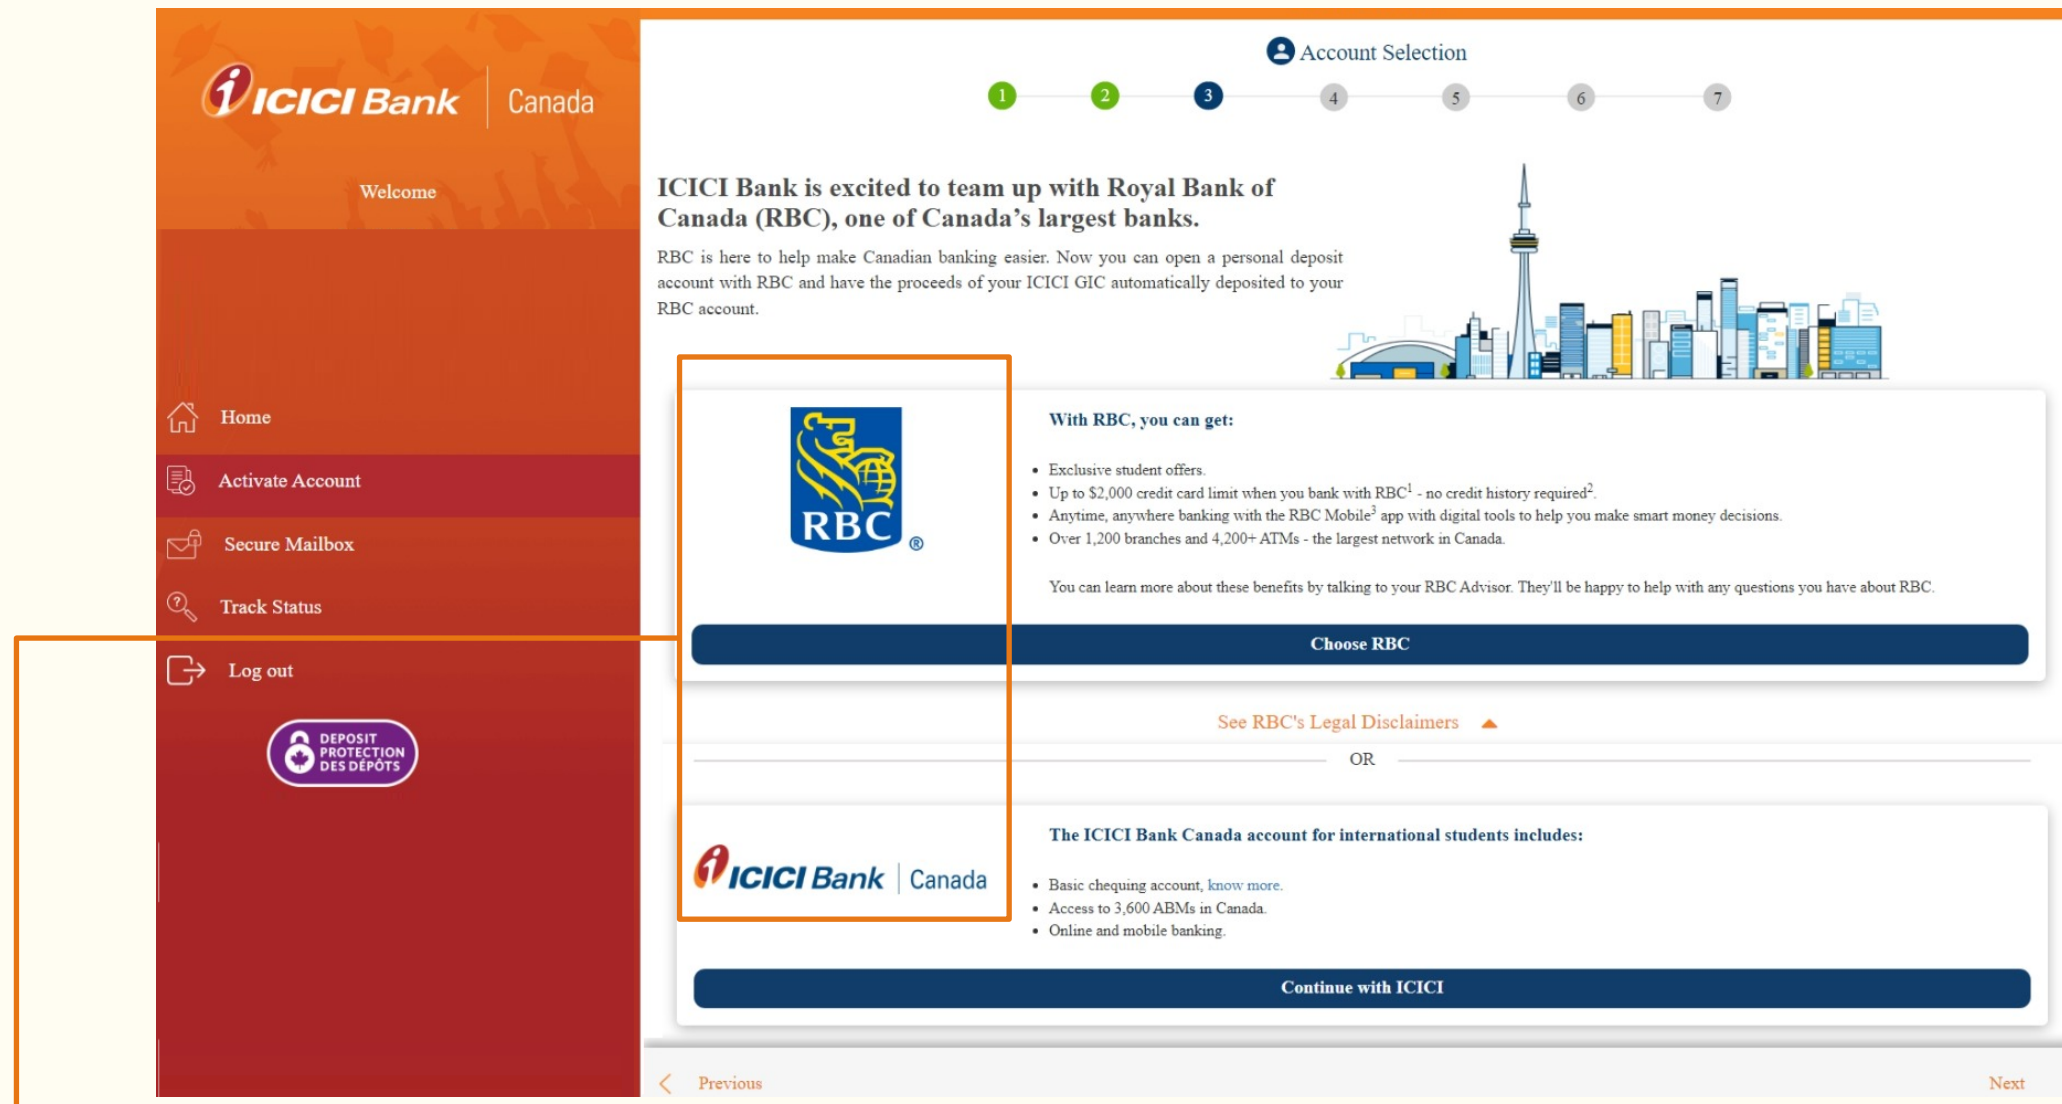 ICICI Bank | Canada
Welcome
Home
Activate Account
Secure Mailbox
Track Status
Log out
DEPOSIT
PROTECTION
DES DÉPÔTS
Account Selection
1 2 3 4 5 6 7
ICICI Bank is excited to team up with Royal Bank of
Canada (RBC), one of Canada’s largest banks.
RBC is here to help make Canadian banking easier. Now you can open a personal deposit
account with RBC and have the proceeds of your ICICI GIC automatically deposited to your
RBC account.
RBC ®
With RBC, you can get:
• Exclusive student offers.
• Up to $2,000 credit card limit when you bank with RBC¹ - no credit history required².
• Anytime, anywhere banking with the RBC Mobile³ app with digital tools to help you make smart money decisions.
• Over 1,200 branches and 4,200+ ATMs - the largest network in Canada.
You can learn more about these benefits by talking to your RBC Advisor. They'll be happy to help with any questions you have about RBC.
Choose RBC
See RBC's Legal Disclaimers
OR
ICICI Bank | Canada
The ICICI Bank Canada account for international students includes:
• Basic chequing account, know more.
• Access to 3,600 ABMs in Canada.
• Online and mobile banking.
Continue with ICICI
Previous
Next